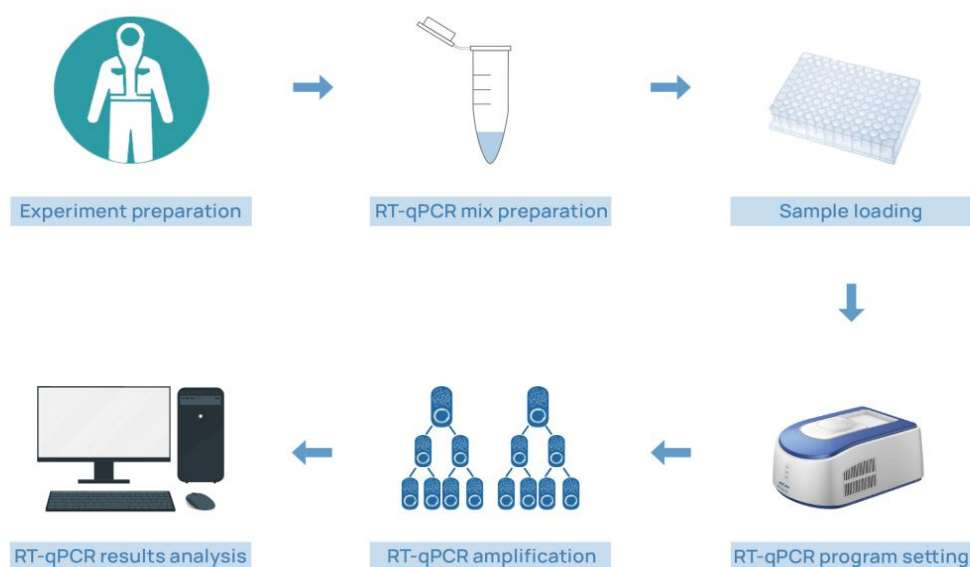 Experiment preparation
RT-qPCR mix preparation
Sample loading
RT-qPCR results analysis
RT-qPCR amplification
RT-qPCR program setting